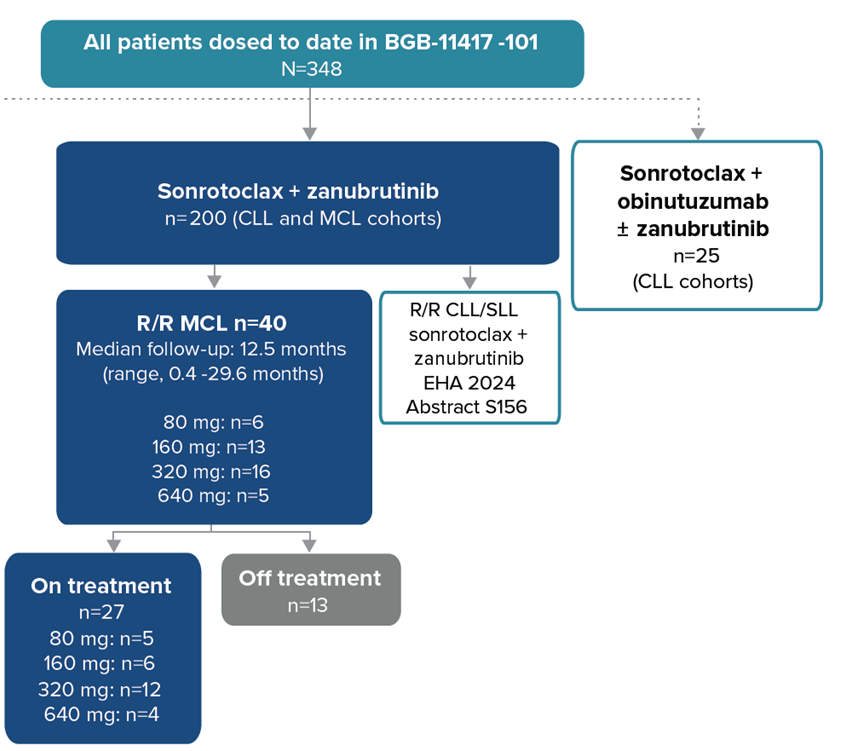 All patients dosed to date in BGB-11417 -101
N=348
Sonrotoclax + zanubrutinib
n=200 (CLL and MCL cohorts)
Sonrotoclax +
obinutuzumab
± zanubrutinib
n=25
(CLL cohorts)
R/R MCL n=40
Median follow-up: 12.5 months
(range, 0.4 -29.6 months)
80 mg: n=6
160 mg: n=13
320 mg: n=16
640 mg: n=5
R/R CLL/SLL
sonrotoclax +
zanubrutinib
EHA 2024
Abstract S156
On treatment
n=27
80 mg: n=5
160 mg: n=6
320 mg: n=12
640 mg: n=4
Off treatment
n=13